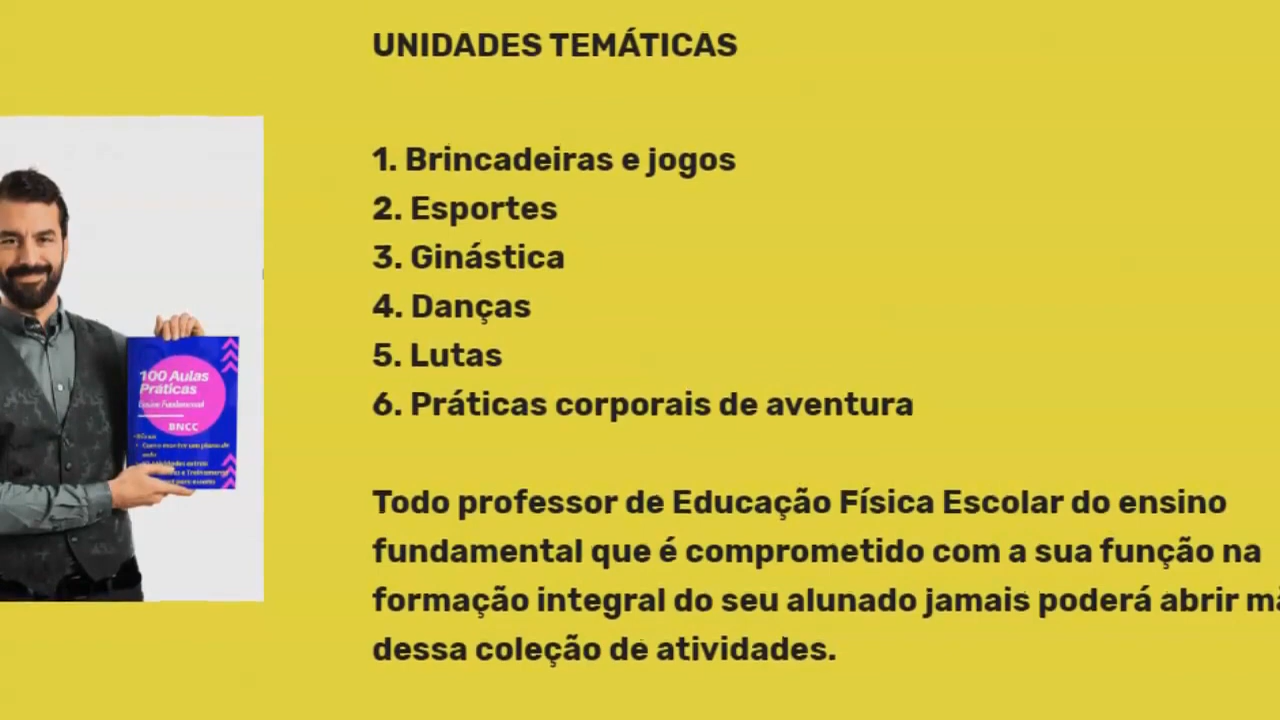 UNIDADES TEMÁTICAS
1. Brincadeiras e jogos
2. Esportes
3. Ginástica
4. Danças
5. Lutas
6. Práticas corporais de aventura
Todo professor de Educação Física Escolar do ensino
fundamental que é comprometido com a sua função na
formação integral do seu alunado jamais poderá abrir
dessa coleção de atividades.
100 Aulas
Práticas
Ensino Fundamental
BNCC